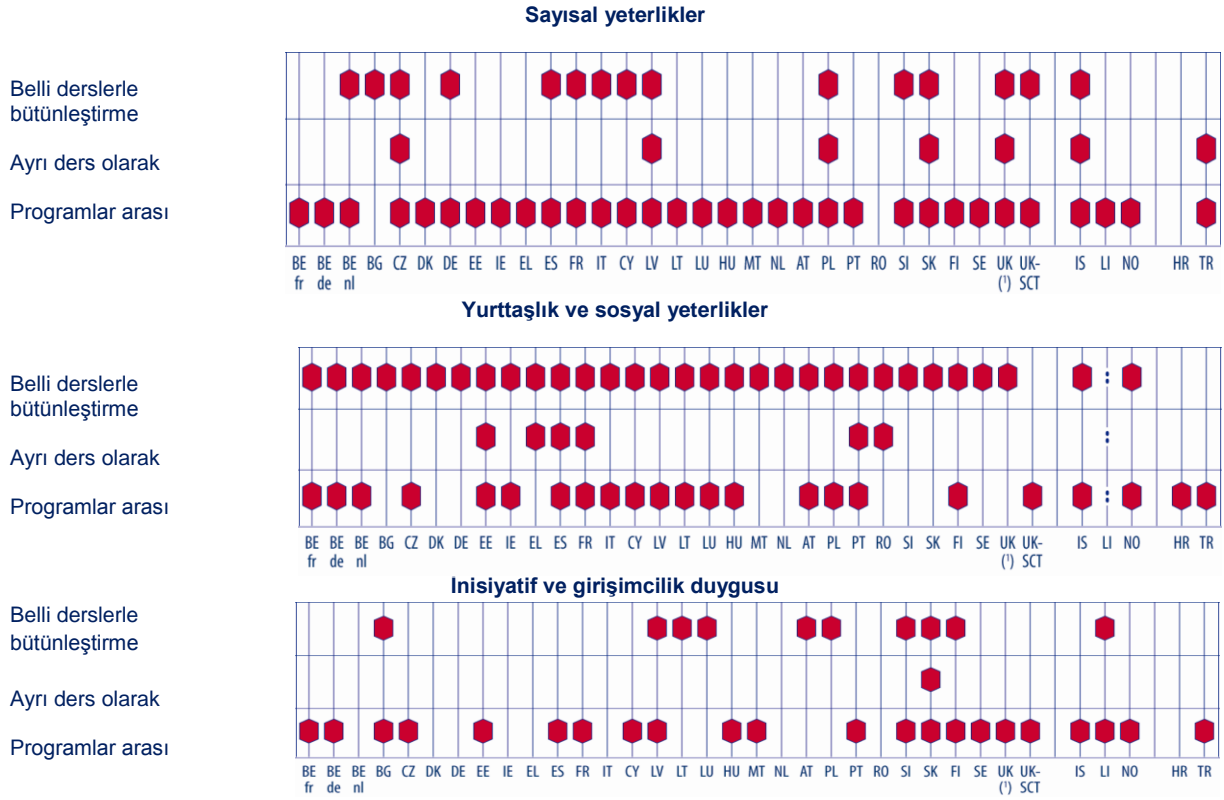 Sayısal yeterlikler
Belli derslerle
bütünleştirme
Ayrı ders olarak
Programlar arası
BE BE BE BG CZ DK DE EE IE EL ES FR IT CY LV LT LU HU MT NL AT PL PT RO SI SK FI SE UK UK- IS LI NO HR TR
fr de nl (¹) SCT
Yurttaşlık ve sosyal yeterlikler
Belli derslerle
bütünleştirme
Ayrı ders olarak
Programlar arası
BE BE BE BG CZ DK DE EE IE EL ES FR IT CY LV LT LU HU MT NL AT PL PT RO SI SK FI SE UK UK- IS LI NO HR TR
fr de nl (¹) SCT
Inisiyatif ve girişimcilik duygusu
Belli derslerle
bütünleştirme
Ayrı ders olarak
Programlar arası
BE BE BE BG CZ DK DE EE IE EL ES FR IT CY LV LT LU HU MT NL AT PL PT RO SI SK FI SE UK UK- IS LI NO HR TR
fr de nl (¹) SCT